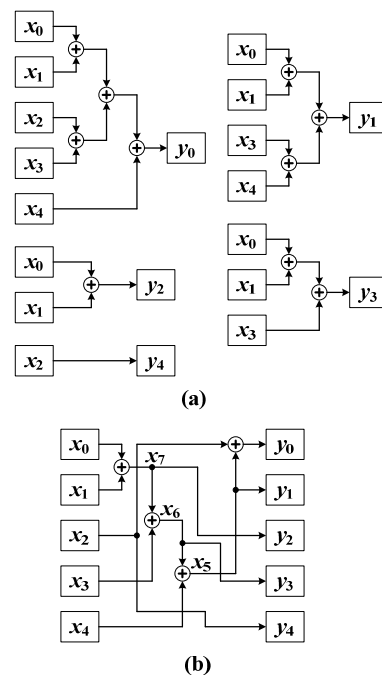 x₀
x₁
x₂
x₃
x₄
y₀
x₀
x₁
x₃
x₄
y₁
x₀
x₁
y₂
x₂
y₄
x₀
x₁
x₃
y₃
(a)
x₀
x₁
x₂
x₃
x₄
x₇
x₆
x₅
y₀
y₁
y₂
y₃
y₄
(b)